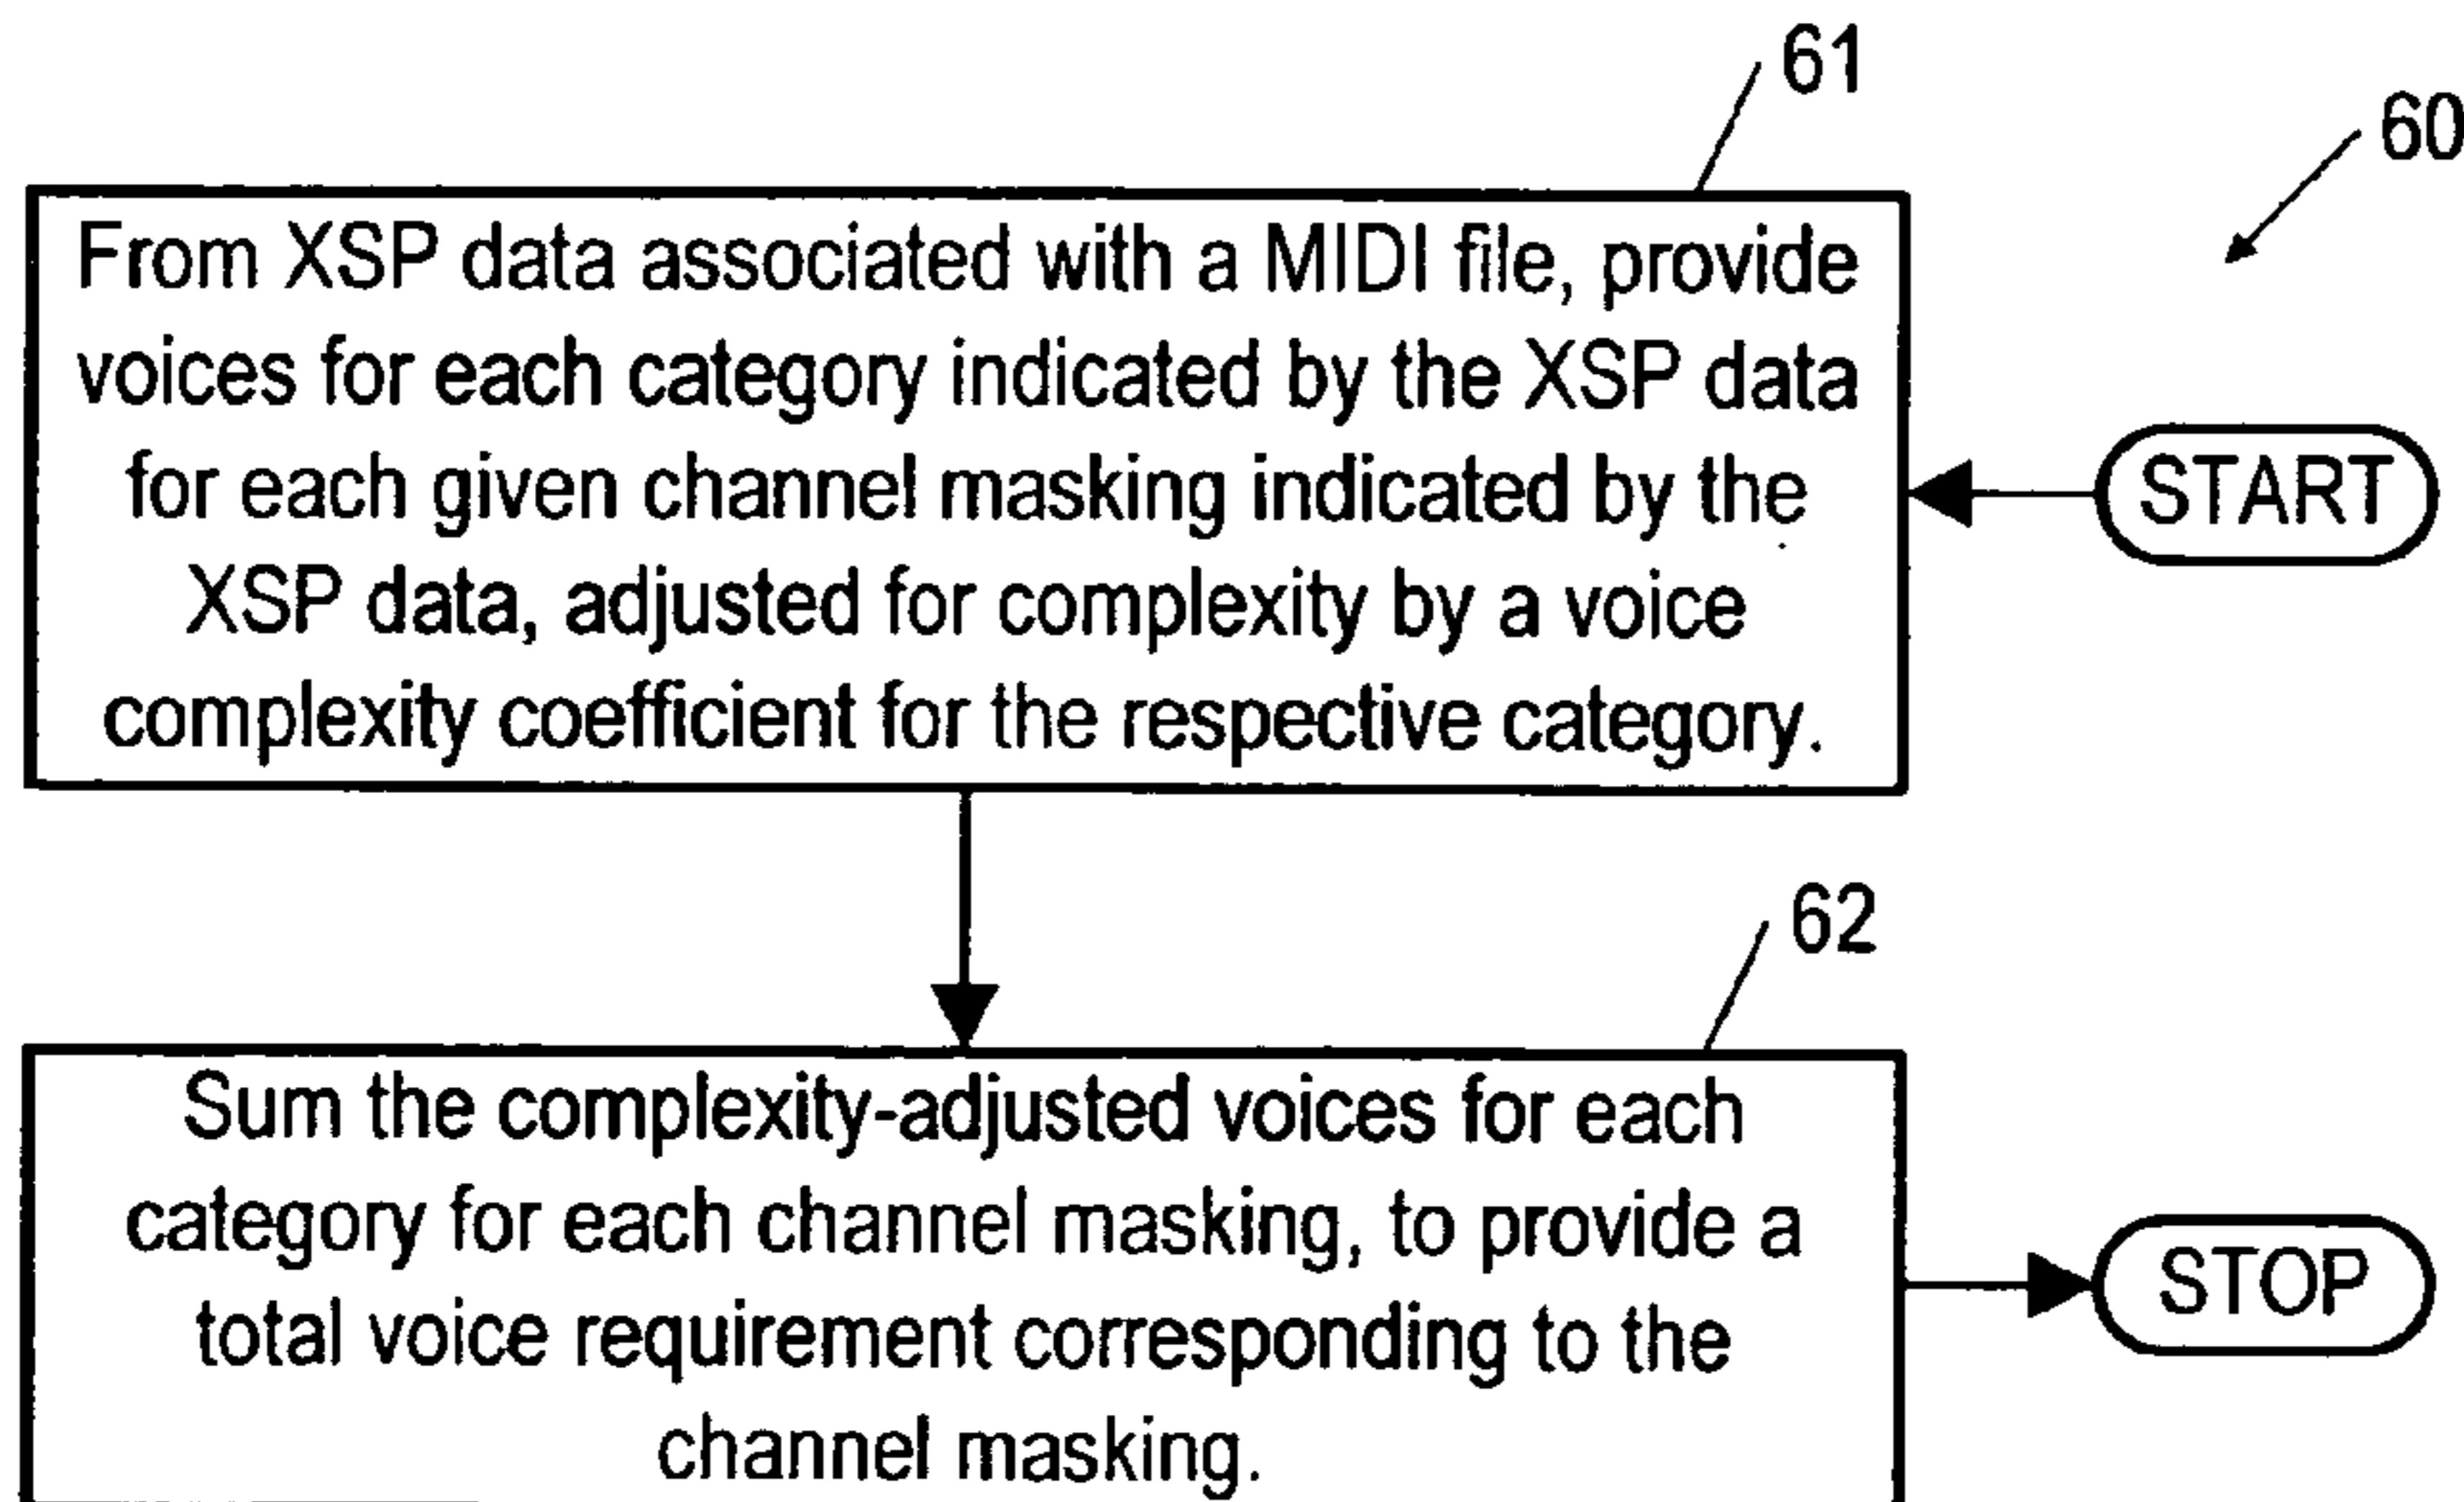 61
60
From XSP data associated with a MIDI file, provide
voices for each category indicated by the XSP data
for each given channel masking indicated by the
XSP data, adjusted for complexity by a voice
complexity coefficient for the respective category.
START
62
Sum the complexity-adjusted voices for each
category for each channel masking, to provide a
total voice requirement corresponding to the
channel masking.
STOP